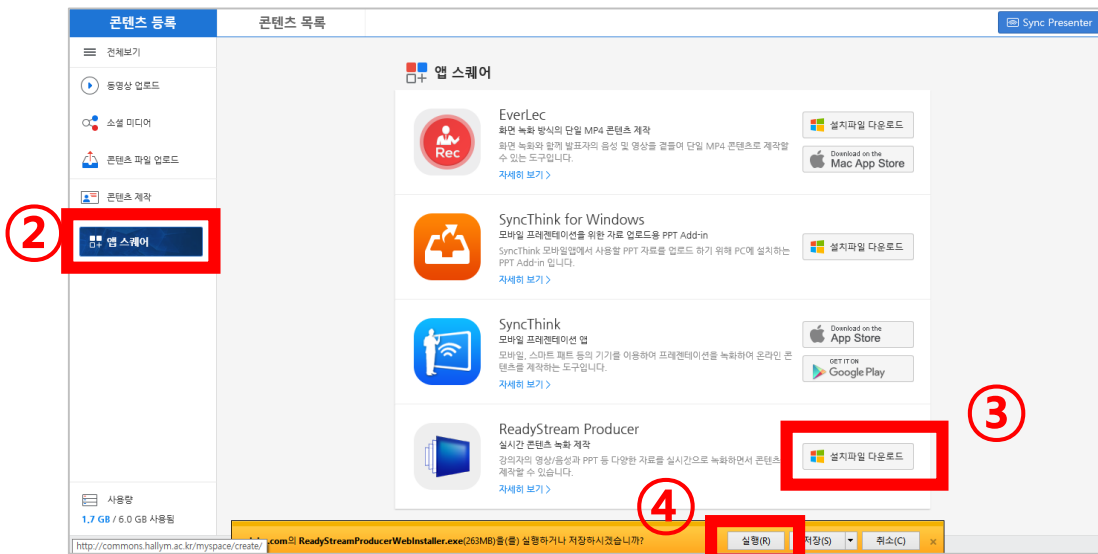 콘텐츠 등록
콘텐츠 목록
Sync Presenter
전체보기
동영상 업로드
소셜 미디어
콘텐츠 파일 업로드
콘텐츠 제작
②
앱 스퀘어
앱 스퀘어
EverLec
화면 녹화 방식의 단일 MP4 콘텐츠 제작
화면 녹화와 함께 발표자의 음성 및 영상을 곁들여 단일 MP4 콘텐츠로 제작할
수 있는 도구입니다.
자세히 보기 >
Rec
설치파일 다운로드
Download on the
Mac App Store
SyncThink for Windows
모바일 프레젠테이션을 위한 자료 업로드용 PPT Add-in
SyncThink 모바일앱에서 사용할 PPT 자료를 업로드 하기 위해 PC에 설치하는
PPT Add-in 입니다.
자세히 보기 >
설치파일 다운로드
SyncThink
모바일 프레젠테이션 앱
모바일, 스마트 패드 등의 기기를 이용하여 프레젠테이션을 녹화하여 온라인 콘
텐츠를 제작하는 도구입니다.
자세히 보기 >
Download on the
App Store
GET IT ON
Google Play
③
ReadyStream Producer
실시간 콘텐츠 녹화 제작
강의자의 영상/음성과 PPT 등 다양한 자료를 실시간으로 녹화하면서 콘텐츠
제작할 수 있습니다.
자세히 보기 >
설치파일 다운로드
④
사용량
1.7 GB / 6.0 GB 사용됨
.com의 ReadyStreamProducerWebInstaller.exe(263MB)을(를) 실행하거나 저장하시겠습니까?
실행(R)
저장(S)
취소(C)
×
http://commons.hallym.ac.kr/myspace/create/